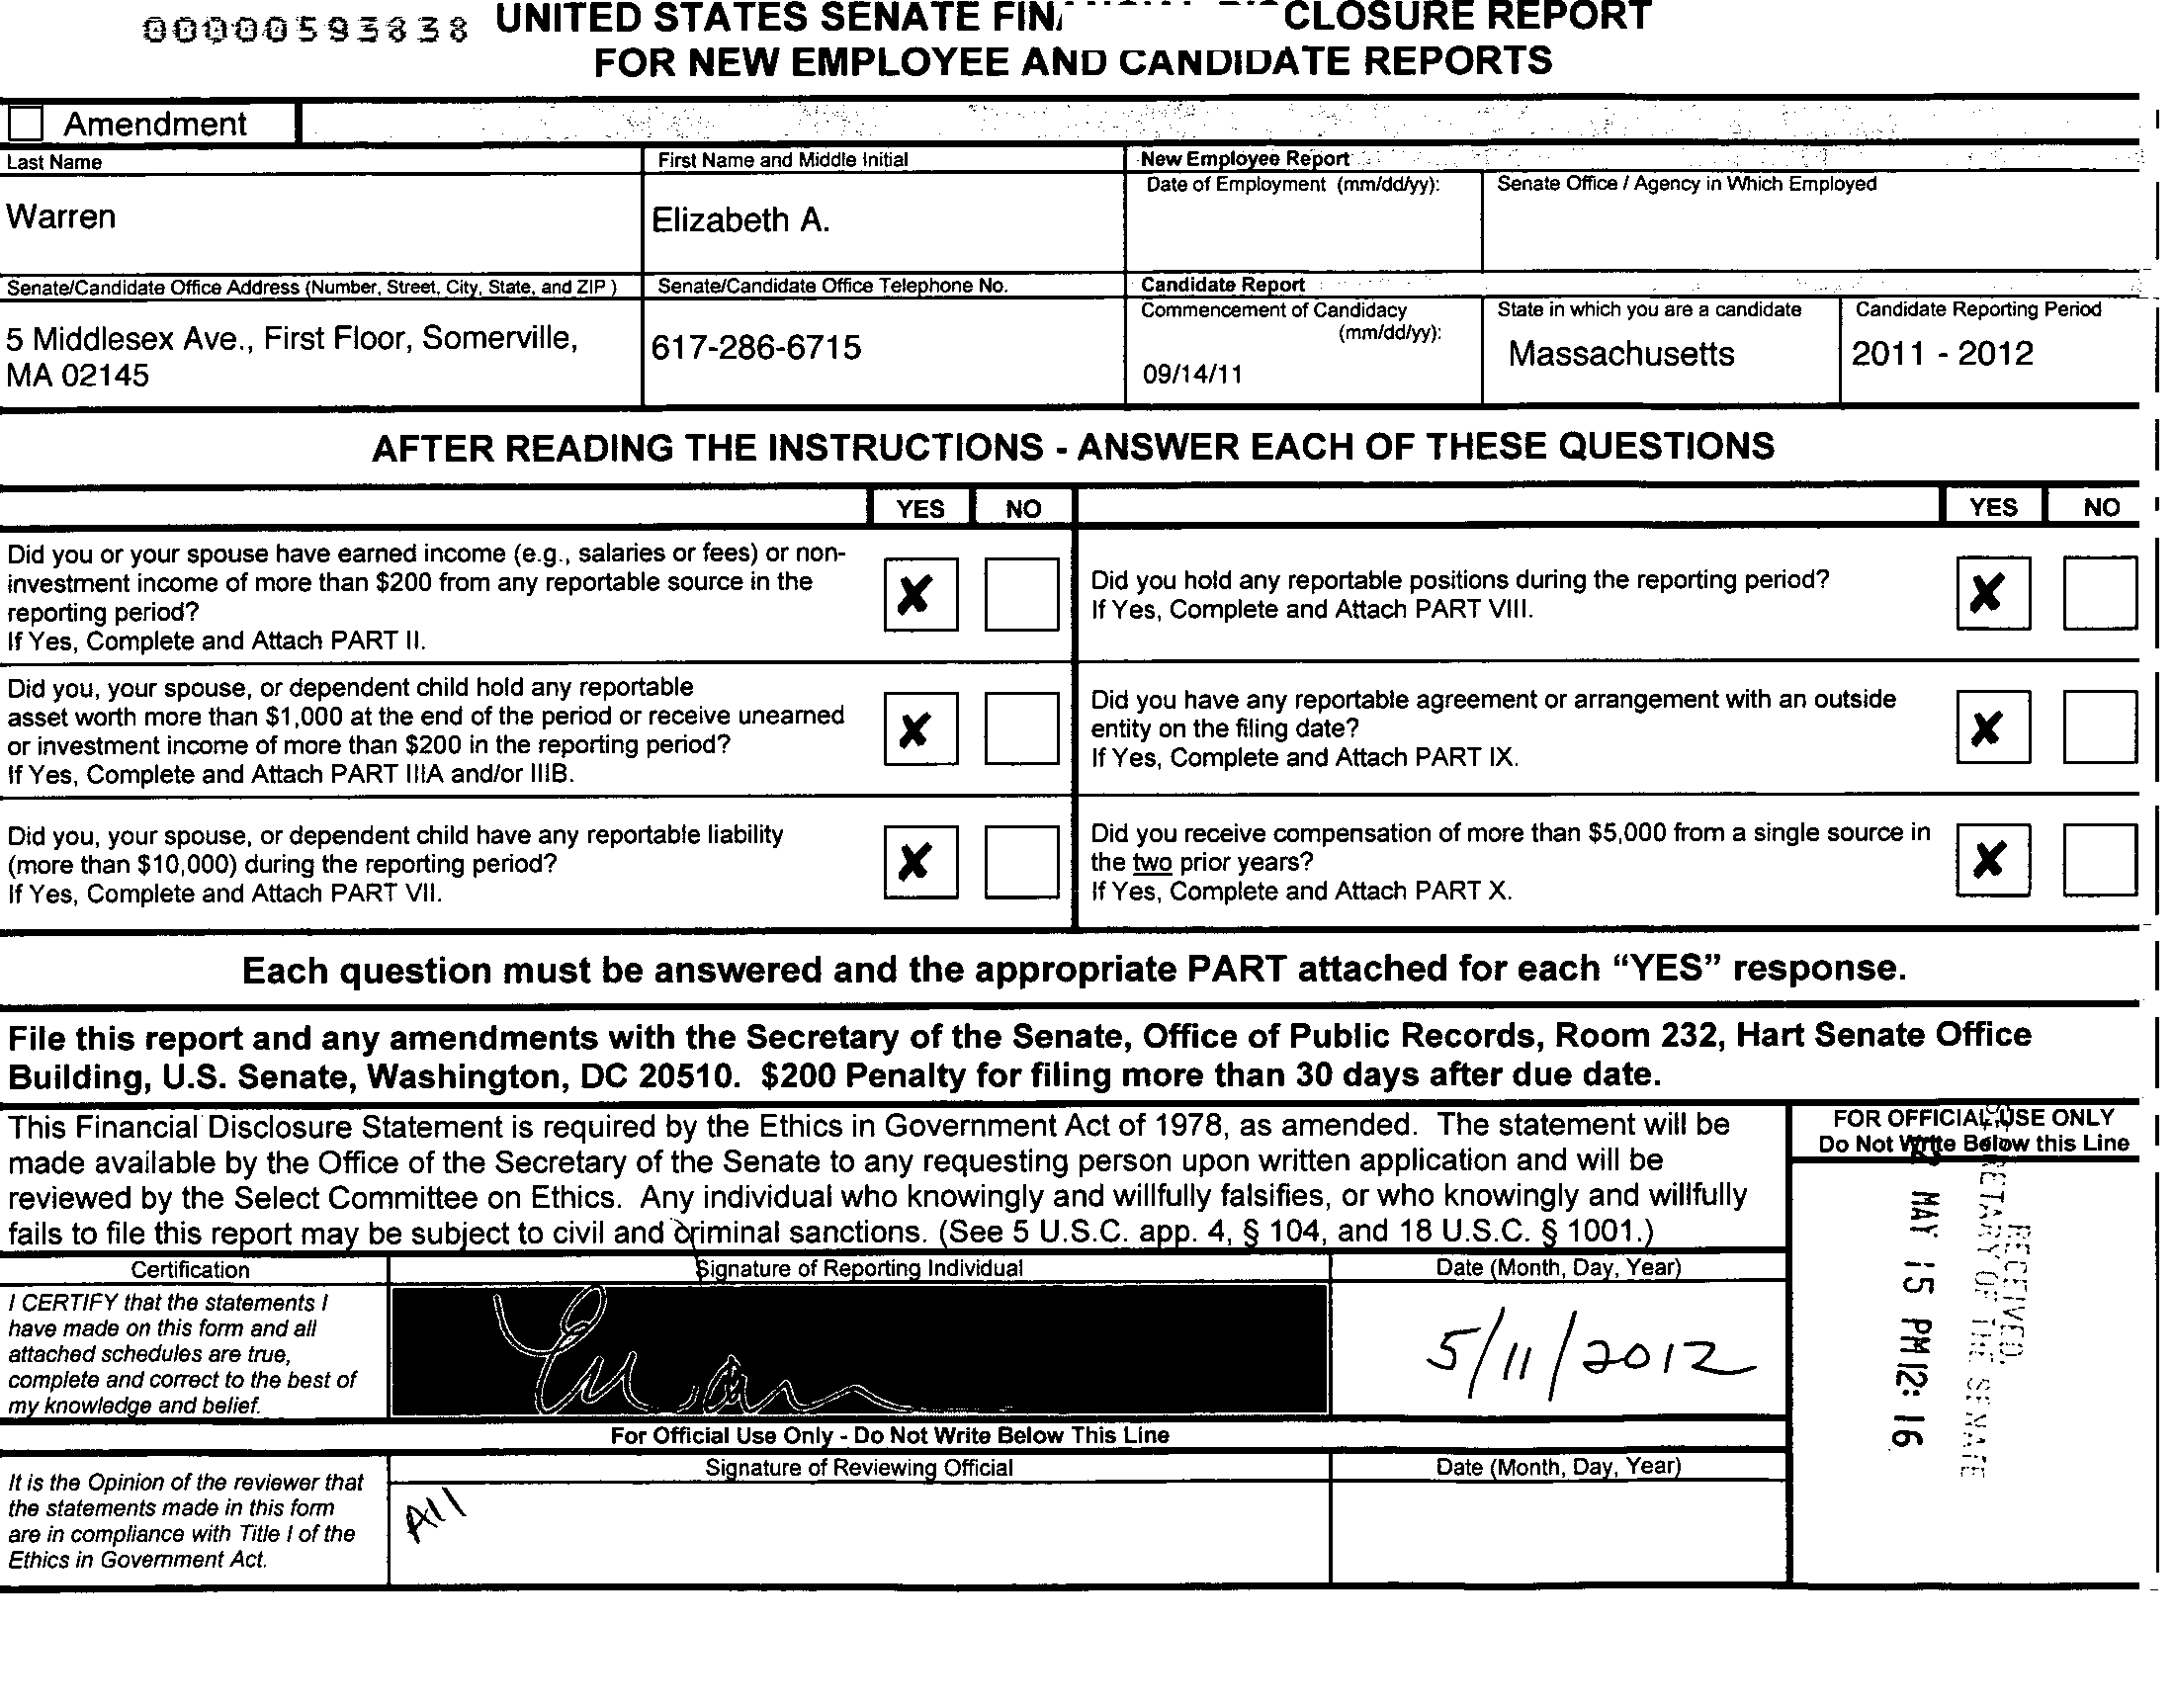 00000593838
UNITED STATES SENATE FIN CLOSURE REPORT
FOR NEW EMPLOYEE AND CANDIDATE REPORTS
Amendment
Last Name
First Name and Middle Initial
New Employee Report
Date of Employment (mm/dd/yy):
Senate Office / Agency in Which Employed
Warren
Elizabeth A.
Senate/Candidate Office Address (Number, Street, City, State, and ZIP )
Senate/Candidate Office Telephone No.
Candidate Report
Commencement of Candidacy
(mm/dd/yy):
State in which you are a candidate
Candidate Reporting Period
5 Middlesex Ave., First Floor, Somerville,
MA 02145
617-286-6715
09/14/11
Massachusetts
2011 - 2012
AFTER READING THE INSTRUCTIONS - ANSWER EACH OF THESE QUESTIONS
YES NO
YES NO
Did you or your spouse have earned income (e.g., salaries or fees) or non-
investment income of more than $200 from any reportable source in the
reporting period?
If Yes, Complete and Attach PART II.
Did you hold any reportable positions during the reporting period?
If Yes, Complete and Attach PART VIII.
Did you, your spouse, or dependent child hold any reportable
asset worth more than $1,000 at the end of the period or receive unearned
or investment income of more than $200 in the reporting period?
If Yes, Complete and Attach PART IIIA and/or IIIB.
Did you have any reportable agreement or arrangement with an outside
entity on the filing date?
If Yes, Complete and Attach PART IX.
Did you, your spouse, or dependent child have any reportable liability
(more than $10,000) during the reporting period?
If Yes, Complete and Attach PART VII.
Did you receive compensation of more than $5,000 from a single source in
the two prior years?
If Yes, Complete and Attach PART X.
Each question must be answered and the appropriate PART attached for each “YES” response.
File this report and any amendments with the Secretary of the Senate, Office of Public Records, Room 232, Hart Senate Office
Building, U.S. Senate, Washington, DC 20510. $200 Penalty for filing more than 30 days after due date.
This Financial Disclosure Statement is required by the Ethics in Government Act of 1978, as amended. The statement will be
made available by the Office of the Secretary of the Senate to any requesting person upon written application and will be
reviewed by the Select Committee on Ethics. Any individual who knowingly and willfully falsifies, or who knowingly and willfully
fails to file this report may be subject to civil and criminal sanctions. (See 5 U.S.C. app. 4, § 104, and 18 U.S.C. § 1001.)
FOR OFFICIAL USE ONLY
Do Not Write Below this Line
RECEIVED
SECRETARY OF THE SENATE
MAY 15 PM 12: 16
Certification
Signature of Reporting Individual
Date (Month, Day, Year)
I CERTIFY that the statements I
have made on this form and all
attached schedules are true,
complete and correct to the best of
my knowledge and belief.
5/11/2012
For Official Use Only - Do Not Write Below This Line
Signature of Reviewing Official
Date (Month, Day, Year)
It is the Opinion of the reviewer that
the statements made in this form
are in compliance with Title I of the
Ethics in Government Act.
All